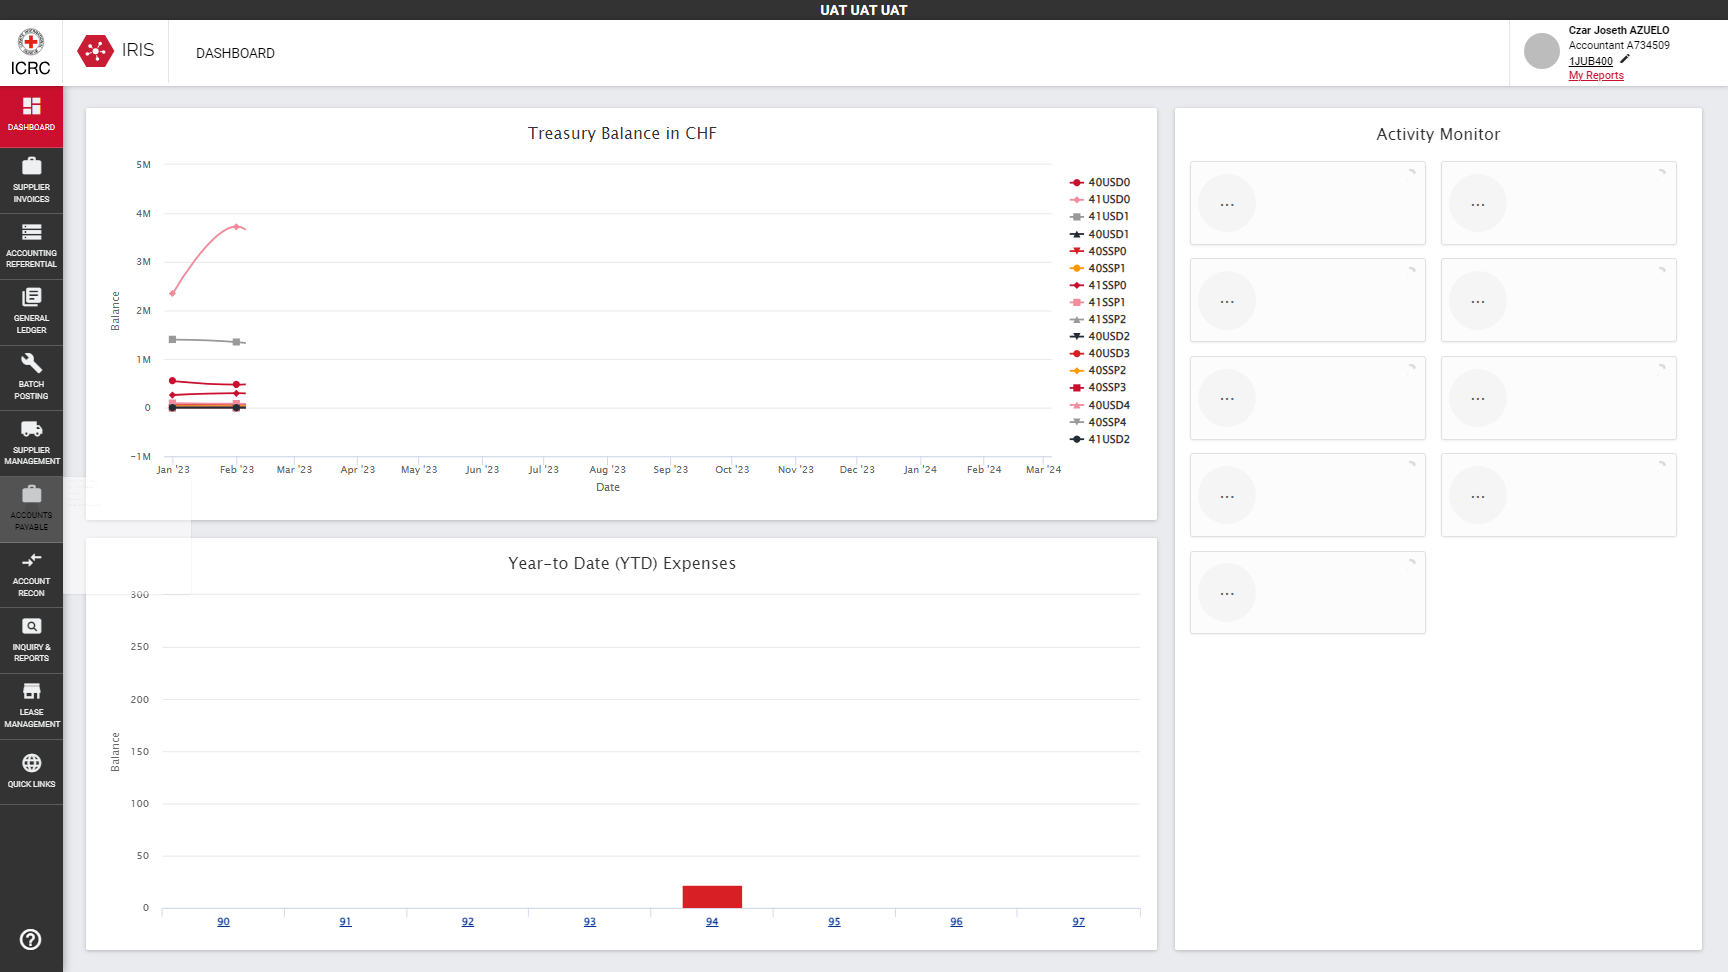 UAT UAT UAT
ICRC
IRIS
DASHBOARD
Czar Joseth AZUELO
Accountant A734509
1JUB400
My Reports
DASHBOARD
SUPPLIER
INVOICES
ACCOUNTING
REFERENTIAL
GENERAL
LEDGER
BATCH
POSTING
SUPPLIER
MANAGEMENT
ACCOUNTS
PAYABLE
ACCOUNT
RECON
INQUIRY &
REPORTS
LEASE
MANAGEMENT
QUICK LINKS
Treasury Balance in CHF
5M
4M
3M
2M
1M
0
−1M
Balance
Jan '23 Feb '23 Mar '23 Apr '23 May '23 Jun '23 Jul '23 Aug '23 Sep '23 Oct '23 Nov '23 Dec '23 Jan '24 Feb '24 Mar '24
Date
40USD0
41USD0
41USD1
40USD1
40SSP0
40SSP1
41SSP0
41SSP1
41SSP2
40USD2
40USD3
40SSP2
40SSP3
40USD4
40SSP4
41USD2
Year-to Date (YTD) Expenses
300
250
200
150
100
50
0
Balance
90 91 92 93 94 95 96 97
Activity Monitor
... ...
... ...
... ...
... ...
...